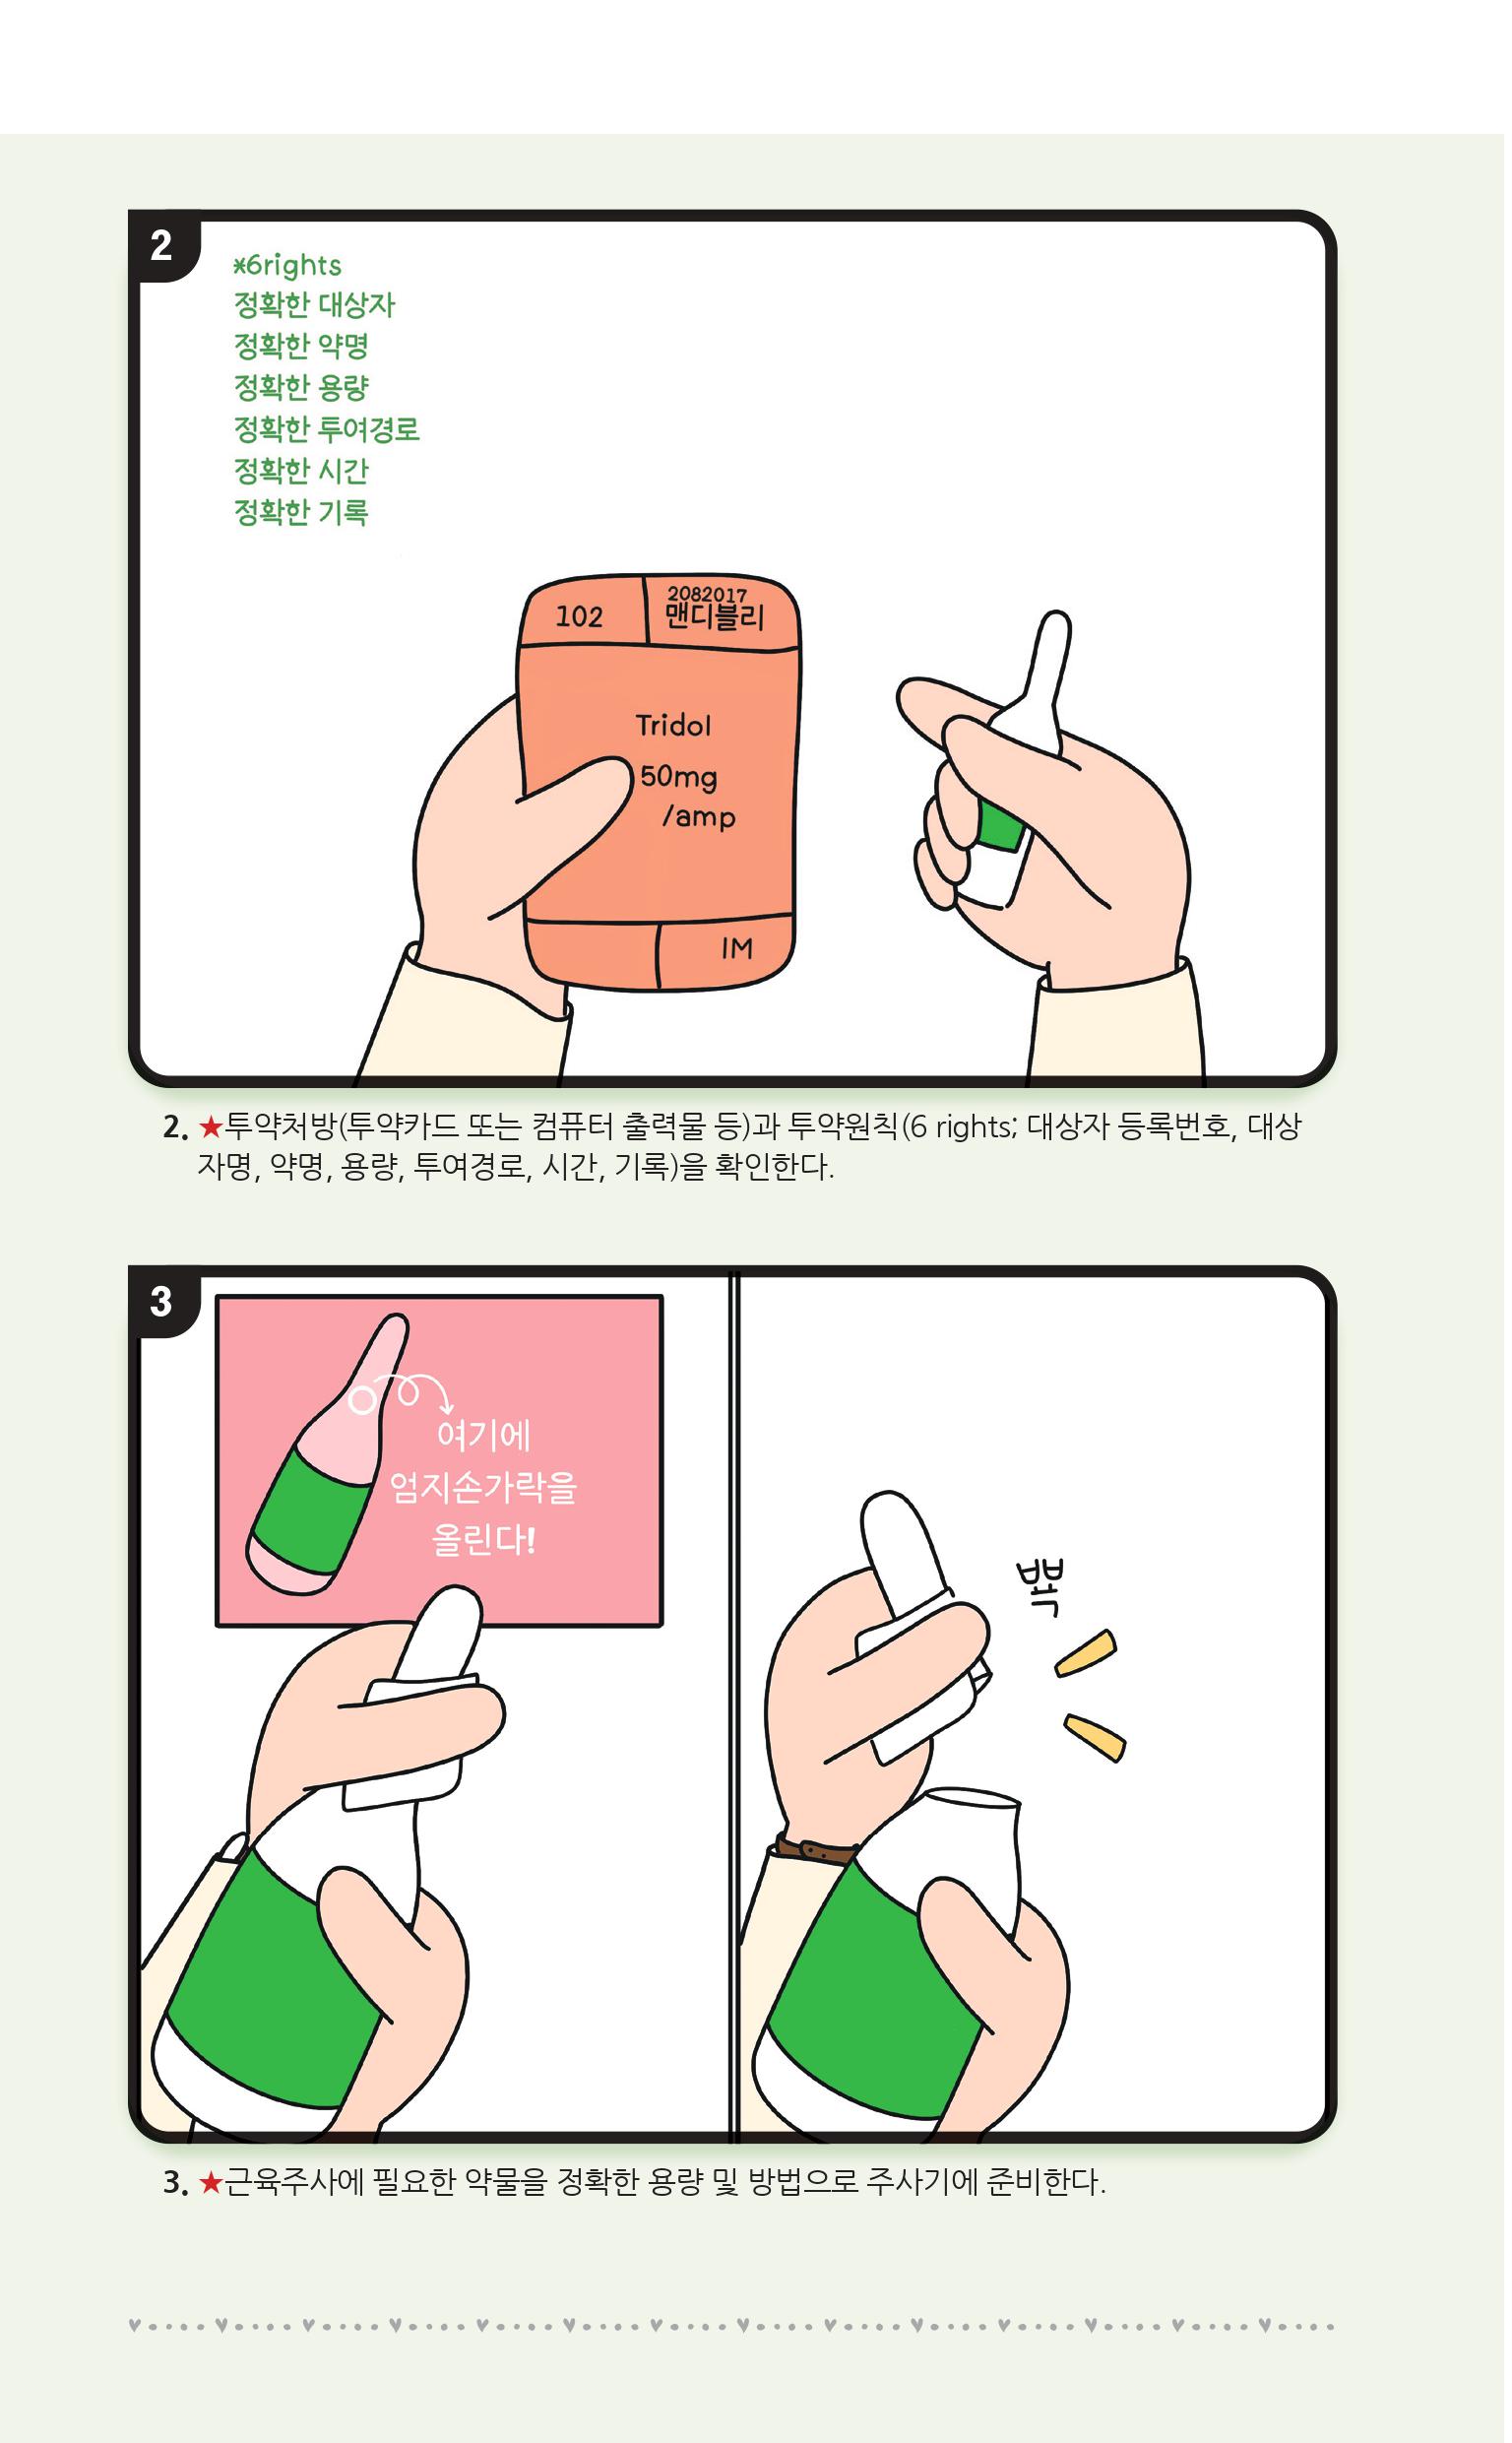 2
*6rights
정확한 대상자
정확한 약명
정확한 용량
정확한 투여경로
정확한 시간
정확한 기록
102
2082017
맨디블리
Tridol
50mg
/amp
IM
2. ★투약처방(투약카드 또는 컴퓨터 출력물 등)과 투약원칙(6 rights; 대상자 등록번호, 대상
자명, 약명, 용량, 투여경로, 시간, 기록)을 확인한다.
3
여기에
엄지손가락을
올린다!
뽁
3. ★근육주사에 필요한 약물을 정확한 용량 및 방법으로 주사기에 준비한다.